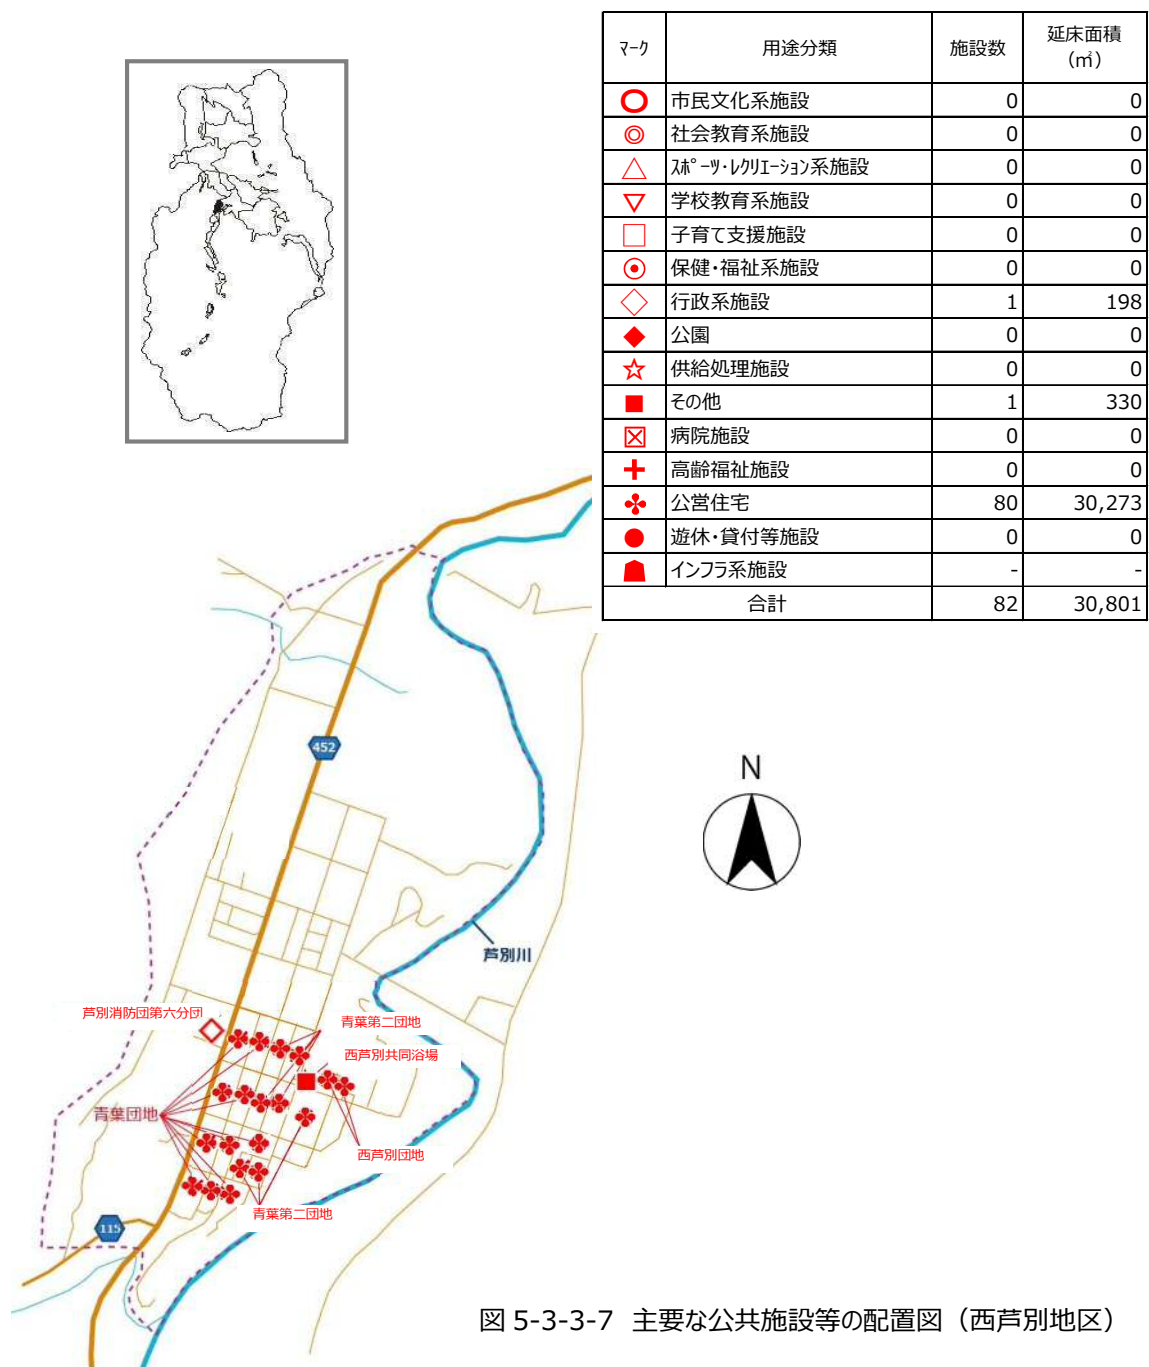 マーク 用途分類 施設数 延床面積（㎡）
市民文化系施設 0 0
社会教育系施設 0 0
スポーツ・レクリエーション系施設 0 0
学校教育系施設 0 0
子育て支援施設 0 0
保健・福祉系施設 0 0
行政系施設 1 198
公園 0 0
供給処理施設 0 0
その他 1 330
病院施設 0 0
高齢福祉施設 0 0
公営住宅 80 30,273
遊休・貸付等施設 0 0
インフラ系施設 - -
合計 82 30,801
452
N
芦別川
芦別消防団第六分団
青葉第二団地
西芦別共同浴場
青葉団地
西芦別団地
青葉第二団地
115
図 5-3-3-7 主要な公共施設等の配置図（西芦別地区）